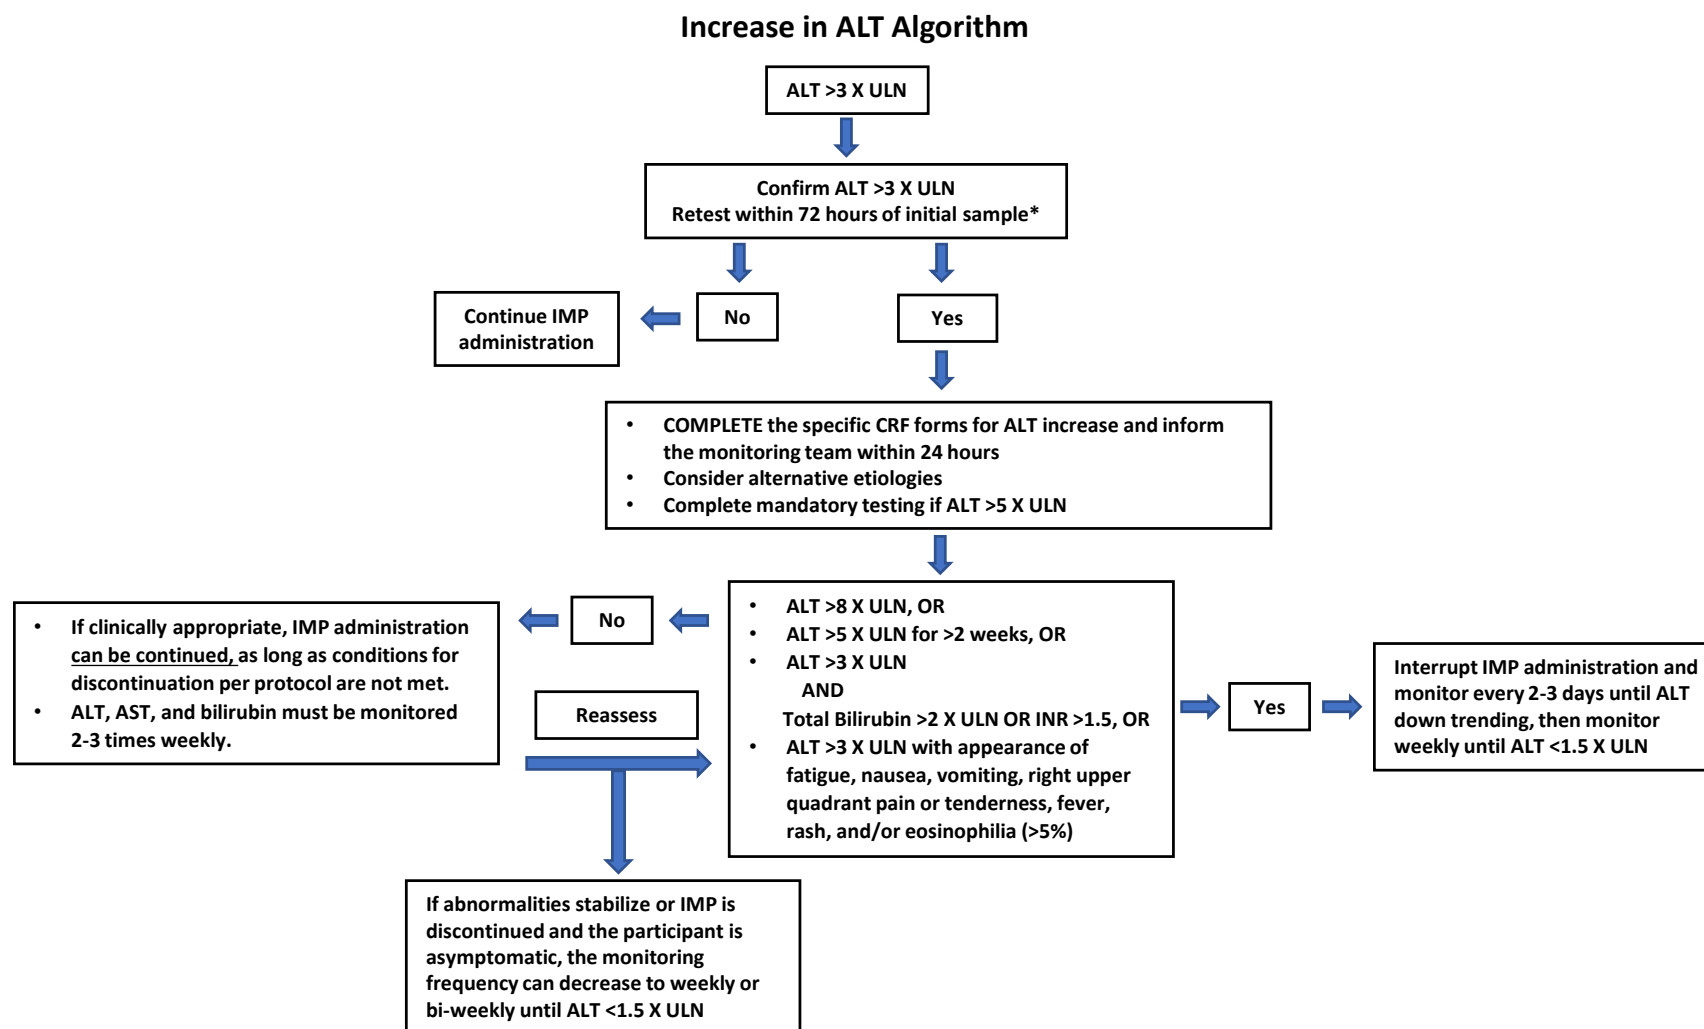 Increase in ALT Algorithm
ALT >3 X ULN
Confirm ALT >3 X ULN
Retest within 72 hours of initial sample*
Continue IMP
administration
No
Yes
• COMPLETE the specific CRF forms for ALT increase and inform
the monitoring team within 24 hours
• Consider alternative etiologies
• Complete mandatory testing if ALT >5 X ULN
• If clinically appropriate, IMP administration
can be continued, as long as conditions for
discontinuation per protocol are not met.
• ALT, AST, and bilirubin must be monitored
2-3 times weekly.
No
Reassess
• ALT >8 X ULN, OR
• ALT >5 X ULN for >2 weeks, OR
• ALT >3 X ULN
AND
Total Bilirubin >2 X ULN OR INR >1.5, OR
• ALT >3 X ULN with appearance of
fatigue, nausea, vomiting, right upper
quadrant pain or tenderness, fever,
rash, and/or eosinophilia (>5%)
Yes
Interrupt IMP administration and
monitor every 2-3 days until ALT
down trending, then monitor
weekly until ALT <1.5 X ULN
If abnormalities stabilize or IMP is
discontinued and the participant is
asymptomatic, the monitoring
frequency can decrease to weekly or
bi-weekly until ALT <1.5 X ULN